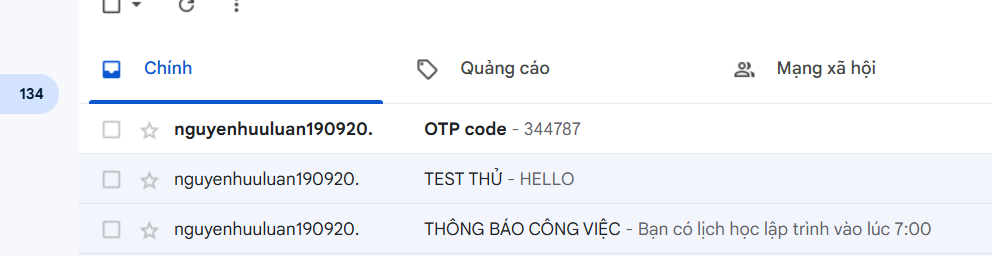 Chính
Quảng cáo
Mạng xã hội
134
nguyenhuuluan190920. OTP code - 344787
nguyenhuuluan190920. TEST THỦ - HELLO
nguyenhuuluan190920. THÔNG BÁO CÔNG VIỆC - Bạn có lịch học lập trình vào lúc 7:00